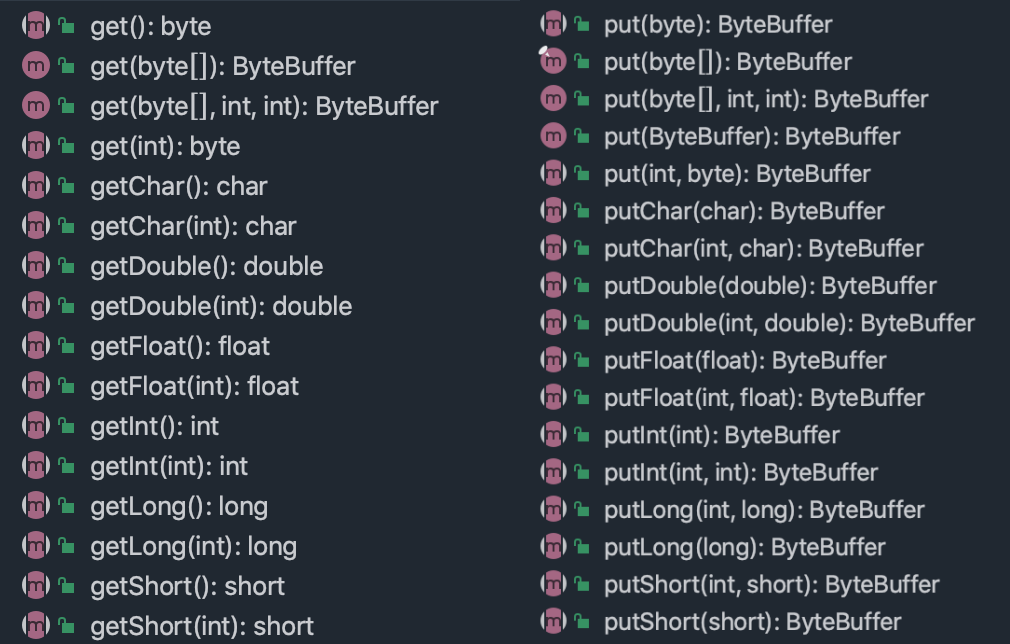 get(): byte
get(byte[]): ByteBuffer
get(byte[], int, int): ByteBuffer
get(int): byte
getChar(): char
getChar(int): char
getDouble(): double
getDouble(int): double
getFloat(): float
getFloat(int): float
getInt(): int
getInt(int): int
getLong(): long
getLong(int): long
getShort(): short
getShort(int): short
put(byte): ByteBuffer
put(byte[]): ByteBuffer
put(byte[], int, int): ByteBuffer
put(ByteBuffer): ByteBuffer
put(int, byte): ByteBuffer
putChar(char): ByteBuffer
putChar(int, char): ByteBuffer
putDouble(double): ByteBuffer
putDouble(int, double): ByteBuffer
putFloat(float): ByteBuffer
putFloat(int, float): ByteBuffer
putInt(int): ByteBuffer
putInt(int, int): ByteBuffer
putLong(int, long): ByteBuffer
putLong(long): ByteBuffer
putShort(int, short): ByteBuffer
putShort(short): ByteBuffer